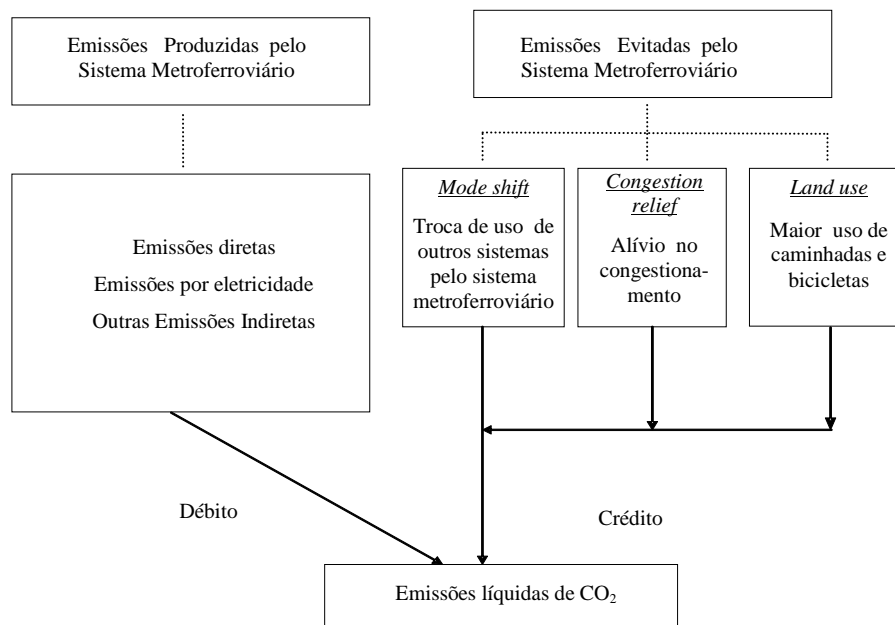 Emissões Produzidas pelo
Sistema Metroferroviário
Emissões Evitadas pelo
Sistema Metroferroviário
Emissões diretas
Emissões por eletricidade
Outras Emissões Indiretas
Mode shift
Troca de uso de
outros sistemas
pelo sistema
metroferroviário
Congestion
relief
Alívio no
congestiona-
mento
Land use
Maior uso de
caminhadas e
bicicletas
Débito
Crédito
Emissões líquidas de CO₂